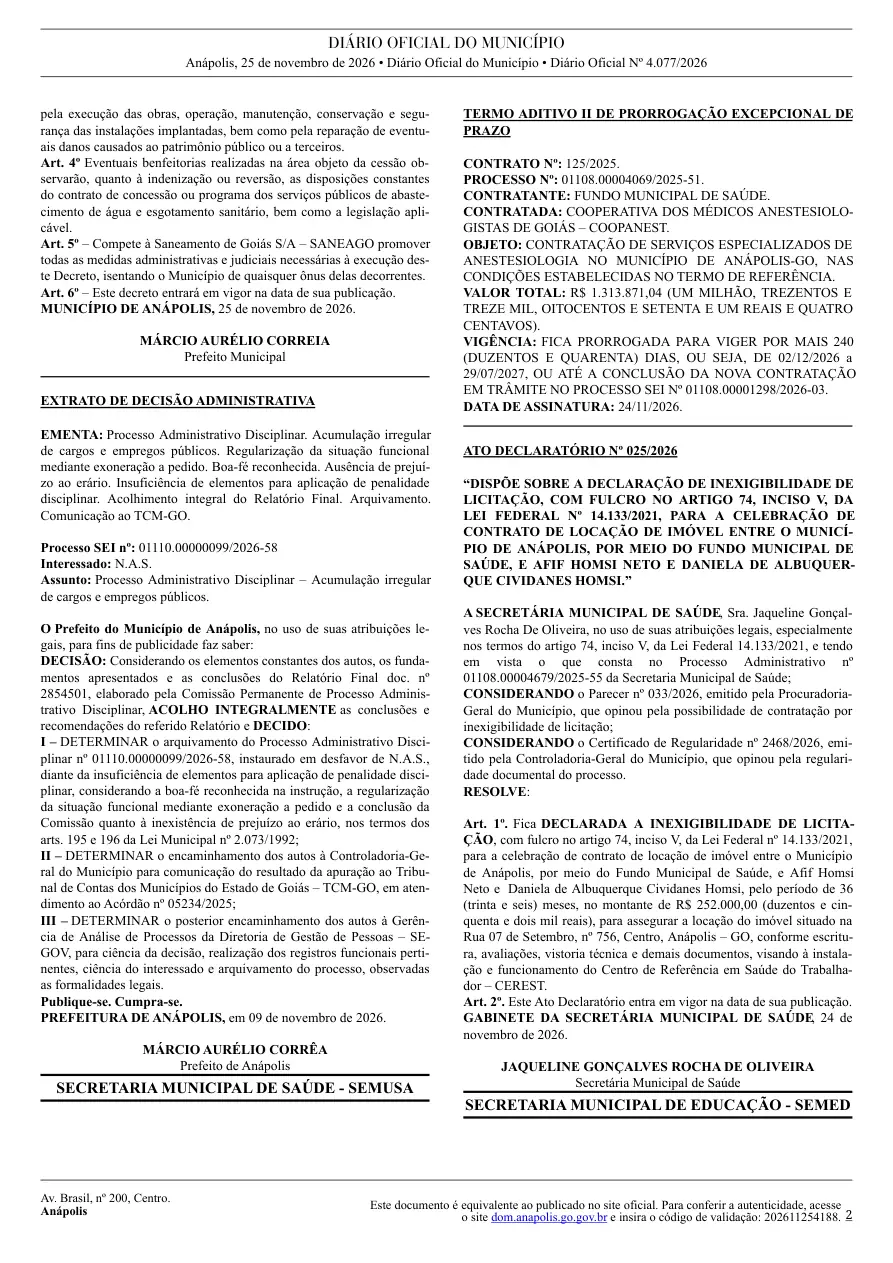 DIÁRIO OFICIAL DO MUNICÍPIO
Anápolis, 25 de novembro de 2026 • Diário Oficial do Município • Diário Oficial Nº 4.077/2026
pela execução das obras, operação, manutenção, conservação e segu-
rança das instalações implantadas, bem como pela reparação de eventu-
ais danos causados ao patrimônio público ou a terceiros.
Art. 4º Eventuais benfeitorias realizadas na área objeto da cessão ob-
servarão, quanto à indenização ou reversão, as disposições constantes
do contrato de concessão ou programa dos serviços públicos de abaste-
cimento de água e esgotamento sanitário, bem como a legislação apli-
cável.
Art. 5º – Compete à Saneamento de Goiás S/A – SANEAGO promover
todas as medidas administrativas e judiciais necessárias à execução des-
te Decreto, isentando o Município de quaisquer ônus delas decorrentes.
Art. 6º – Este decreto entrará em vigor na data de sua publicação.
MUNICÍPIO DE ANÁPOLIS, 25 de novembro de 2026.
MÁRCIO AURÉLIO CORREIA
Prefeito Municipal
EXTRATO DE DECISÃO ADMINISTRATIVA
EMENTA: Processo Administrativo Disciplinar. Acumulação irregular
de cargos e empregos públicos. Regularização da situação funcional
mediante exoneração a pedido. Boa-fé reconhecida. Ausência de prejuí-
zo ao erário. Insuficiência de elementos para aplicação de penalidade
disciplinar. Acolhimento integral do Relatório Final. Arquivamento.
Comunicação ao TCM-GO.
Processo SEI nº: 01110.00000099/2026-58
Interessado: N.A.S.
Assunto: Processo Administrativo Disciplinar – Acumulação irregular
de cargos e empregos públicos.
O Prefeito do Município de Anápolis, no uso de suas atribuições le-
gais, para fins de publicidade faz saber:
DECISÃO: Considerando os elementos constantes dos autos, os funda-
mentos apresentados e as conclusões do Relatório Final doc. nº
2854501, elaborado pela Comissão Permanente de Processo Adminis-
trativo Disciplinar, ACOLHO INTEGRALMENTE as conclusões e
recomendações do referido Relatório e DECIDO:
I – DETERMINAR o arquivamento do Processo Administrativo Disci-
plinar nº 01110.00000099/2026-58, instaurado em desfavor de N.A.S.,
diante da insuficiência de elementos para aplicação de penalidade disci-
plinar, considerando a boa-fé reconhecida na instrução, a regularização
da situação funcional mediante exoneração a pedido e a conclusão da
Comissão quanto à inexistência de prejuízo ao erário, nos termos dos
arts. 195 e 196 da Lei Municipal nº 2.073/1992;
II – DETERMINAR o encaminhamento dos autos à Controladoria-Ge-
ral do Município para comunicação do resultado da apuração ao Tribu-
nal de Contas dos Municípios do Estado de Goiás – TCM-GO, em aten-
dimento ao Acórdão nº 05234/2025;
III – DETERMINAR o posterior encaminhamento dos autos à Gerên-
cia de Análise de Processos da Diretoria de Gestão de Pessoas – SE-
GOV, para ciência da decisão, realização dos registros funcionais perti-
nentes, ciência do interessado e arquivamento do processo, observadas
as formalidades legais.
Publique-se. Cumpra-se.
PREFEITURA DE ANÁPOLIS, em 09 de novembro de 2026.
MÁRCIO AURÉLIO CORRÊA
Prefeito de Anápolis
SECRETARIA MUNICIPAL DE SAÚDE - SEMUSA
TERMO ADITIVO II DE PRORROGAÇÃO EXCEPCIONAL DE
PRAZO
CONTRATO Nº: 125/2025.
PROCESSO Nº: 01108.00004069/2025-51.
CONTRATANTE: FUNDO MUNICIPAL DE SAÚDE.
CONTRATADA: COOPERATIVA DOS MÉDICOS ANESTESIOLO-
GISTAS DE GOIÁS – COOPANEST.
OBJETO: CONTRATAÇÃO DE SERVIÇOS ESPECIALIZADOS DE
ANESTESIOLOGIA NO MUNICÍPIO DE ANÁPOLIS-GO, NAS
CONDIÇÕES ESTABELECIDAS NO TERMO DE REFERÊNCIA.
VALOR TOTAL: R$ 1.313.871,04 (UM MILHÃO, TREZENTOS E
TREZE MIL, OITOCENTOS E SETENTA E UM REAIS E QUATRO
CENTAVOS).
VIGÊNCIA: FICA PRORROGADA PARA VIGER POR MAIS 240
(DUZENTOS E QUARENTA) DIAS, OU SEJA, DE 02/12/2026 a
29/07/2027, OU ATÉ A CONCLUSÃO DA NOVA CONTRATAÇÃO
EM TRÂMITE NO PROCESSO SEI Nº 01108.00001298/2026-03.
DATA DE ASSINATURA: 24/11/2026.
ATO DECLARATÓRIO Nº 025/2026
“DISPÕE SOBRE A DECLARAÇÃO DE INEXIGIBILIDADE DE
LICITAÇÃO, COM FULCRO NO ARTIGO 74, INCISO V, DA
LEI FEDERAL Nº 14.133/2021, PARA A CELEBRAÇÃO DE
CONTRATO DE LOCAÇÃO DE IMÓVEL ENTRE O MUNICÍ-
PIO DE ANÁPOLIS, POR MEIO DO FUNDO MUNICIPAL DE
SAÚDE, E AFIF HOMSI NETO E DANIELA DE ALBUQUER-
QUE CIVIDANES HOMSI.”
A SECRETÁRIA MUNICIPAL DE SAÚDE, Sra. Jaqueline Gonçal-
ves Rocha De Oliveira, no uso de suas atribuições legais, especialmente
nos termos do artigo 74, inciso V, da Lei Federal 14.133/2021, e tendo
em vista o que consta no Processo Administrativo nº
01108.00004679/2025-55 da Secretaria Municipal de Saúde;
CONSIDERANDO o Parecer nº 033/2026, emitido pela Procuradoria-
Geral do Município, que opinou pela possibilidade de contratação por
inexigibilidade de licitação;
CONSIDERANDO o Certificado de Regularidade nº 2468/2026, emi-
tido pela Controladoria-Geral do Município, que opinou pela regulari-
dade documental do processo.
RESOLVE:
Art. 1º. Fica DECLARADA A INEXIGIBILIDADE DE LICITA-
ÇÃO, com fulcro no artigo 74, inciso V, da Lei Federal nº 14.133/2021,
para a celebração de contrato de locação de imóvel entre o Município
de Anápolis, por meio do Fundo Municipal de Saúde, e Afif Homsi
Neto e Daniela de Albuquerque Cividanes Homsi, pelo período de 36
(trinta e seis) meses, no montante de R$ 252.000,00 (duzentos e cin-
quenta e dois mil reais), para assegurar a locação do imóvel situado na
Rua 07 de Setembro, nº 756, Centro, Anápolis – GO, conforme escritu-
ra, avaliações, vistoria técnica e demais documentos, visando à instala-
ção e funcionamento do Centro de Referência em Saúde do Trabalha-
dor – CEREST.
Art. 2º. Este Ato Declaratório entra em vigor na data de sua publicação.
GABINETE DA SECRETÁRIA MUNICIPAL DE SAÚDE, 24 de
novembro de 2026.
JAQUELINE GONÇALVES ROCHA DE OLIVEIRA
Secretária Municipal de Saúde
SECRETARIA MUNICIPAL DE EDUCAÇÃO - SEMED
Av. Brasil, nº 200, Centro.
Anápolis
Este documento é equivalente ao publicado no site oficial. Para conferir a autenticidade, acesse
o site dom.anapolis.go.gov.br e insira o código de validação: 202611254188. 2